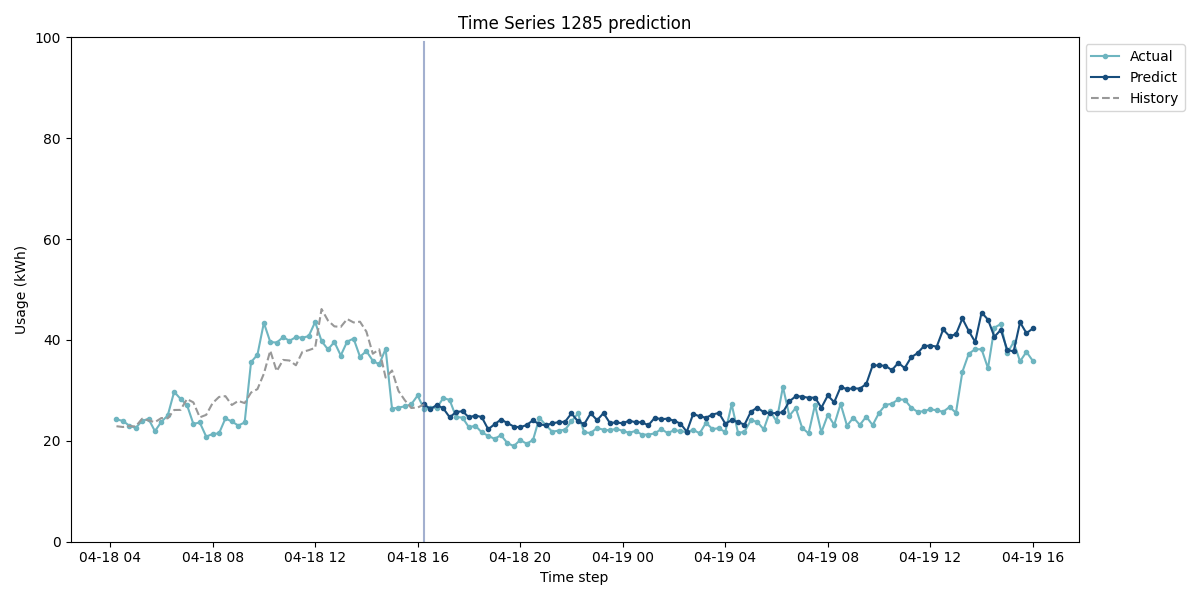 Time Series 1285 prediction
Usage (kWh)
100
80
60
40
20
0
04-18 04
04-18 08
04-18 12
04-18 16
04-18 20
04-19 00
04-19 04
04-19 08
04-19 12
04-19 16
Time step
Actual
Predict
History